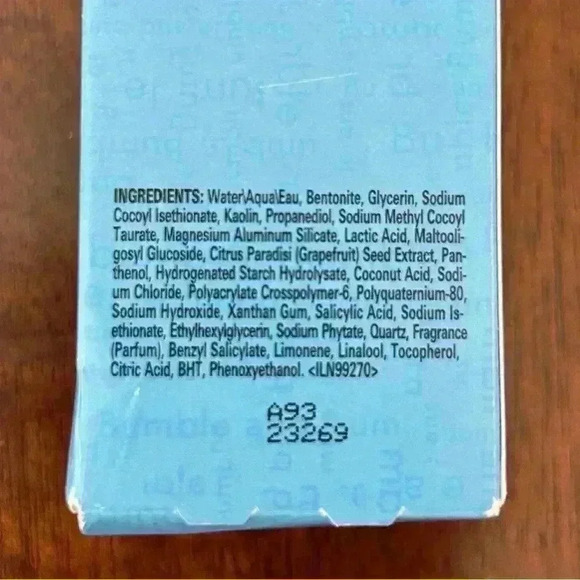 INGREDIENTS: Water\Aqua\Eau, Bentonite, Glycerin, Sodium
Cocoyl Isethionate, Kaolin, Propanediol, Sodium Methyl Cocoyl
Taurate, Magnesium Aluminum Silicate, Lactic Acid, Maltooli-
gosyl Glucoside, Citrus Paradisi (Grapefruit) Seed Extract, Pan-
thenol, Hydrogenated Starch Hydrolysate, Coconut Acid, Sodi-
um Chloride, Polyacrylate Crosspolymer-6, Polyquaternium-80,
Sodium Hydroxide, Xanthan Gum, Salicylic Acid, Sodium Is-
ethionate, Ethylhexylglycerin, Sodium Phytate, Quartz, Fragrance
(Parfum), Benzyl Salicylate, Limonene, Linalool, Tocopherol,
Citric Acid, BHT, Phenoxyethanol. <ILN99270>
A93
23269